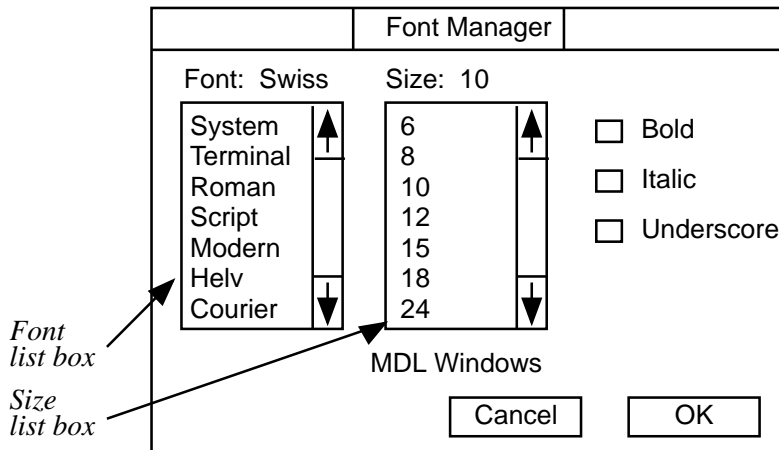 Font Manager
Font: Swiss
Size: 10
System
Terminal
Roman
Script
Modern
Helv
Courier
6
8
10
12
15
18
24
Bold
Italic
Underscore
Font
list box
Size
list box
MDL Windows
Cancel
OK